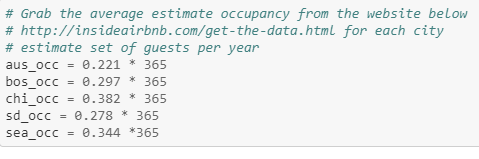 # Grab the average estimate occupancy from the website below
# http://insideairbnb.com/get-the-data.html for each city
# estimate set of guests per year
aus_occ = 0.221 * 365
bos_occ = 0.297 * 365
chi_occ = 0.382 * 365
sd_occ = 0.278 * 365
sea_occ = 0.344 *365